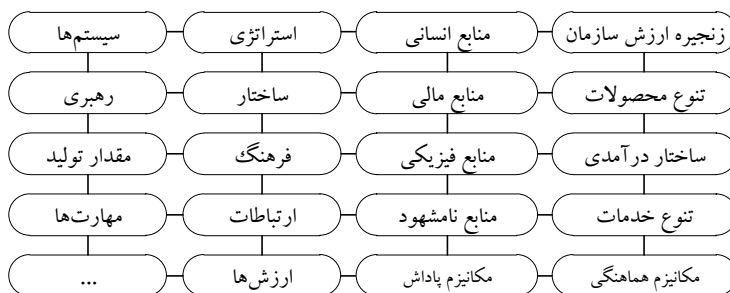 زنجیره ارزش سازمان
منابع انسانی
استراتژی
سیستم‌ها
تنوع محصولات
منابع مالی
ساختار
رهبری
ساختار درآمدی
منابع فیزیکی
فرهنگ
مقدار تولید
تنوع خدمات
منابع نامشهود
ارتباطات
مهارت‌ها
مکانیزم هماهنگی
مکانیزم پاداش
ارزش‌ها
...